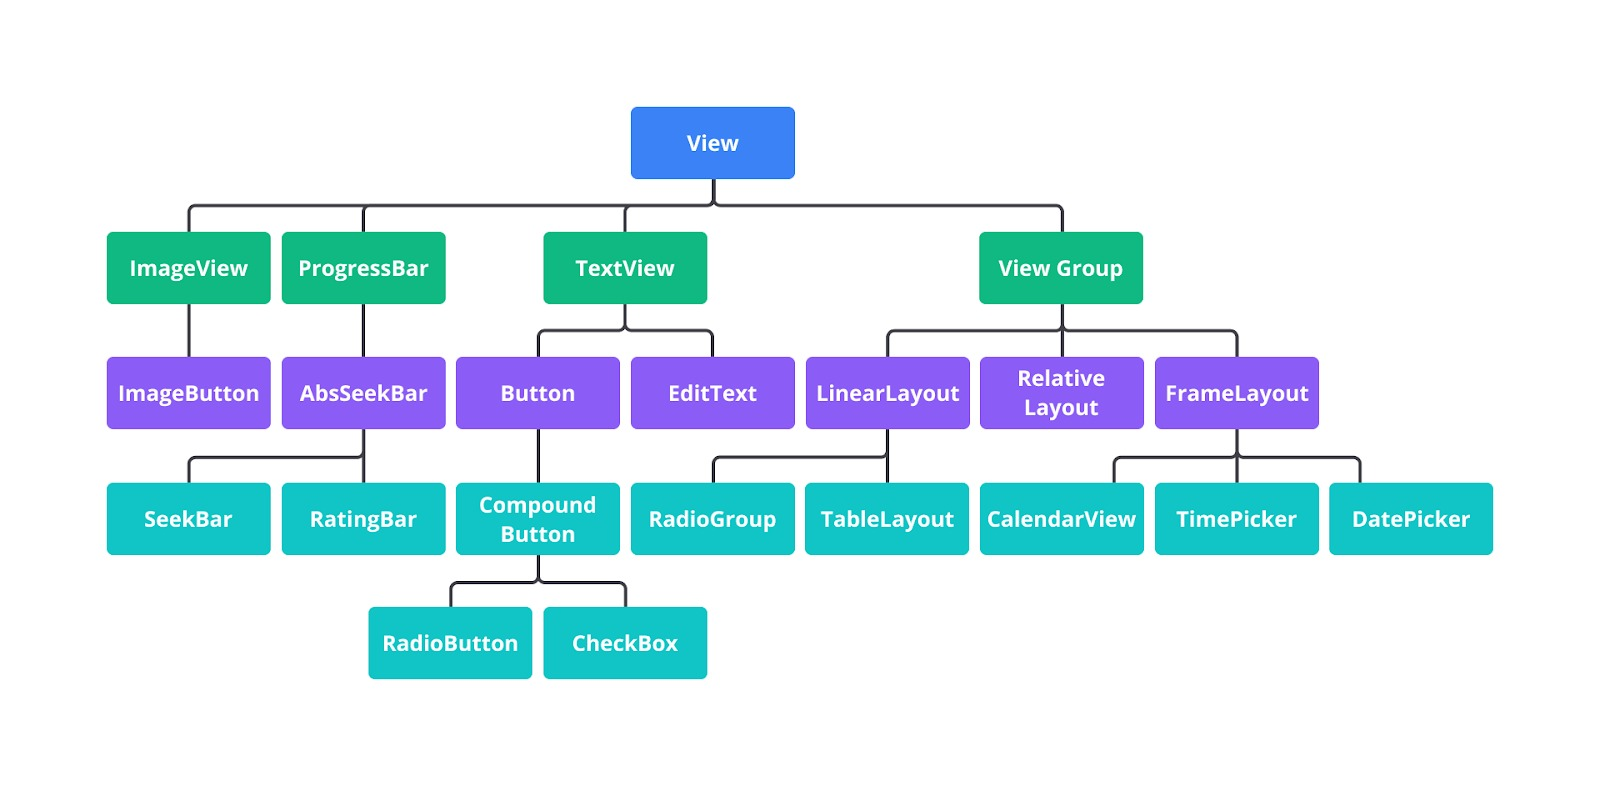 View
ImageView
ProgressBar
TextView
View Group
ImageButton
AbsSeekBar
Button
EditText
LinearLayout
Relative
Layout
FrameLayout
SeekBar
RatingBar
Compound
Button
RadioGroup
TableLayout
CalendarView
TimePicker
DatePicker
RadioButton
CheckBox